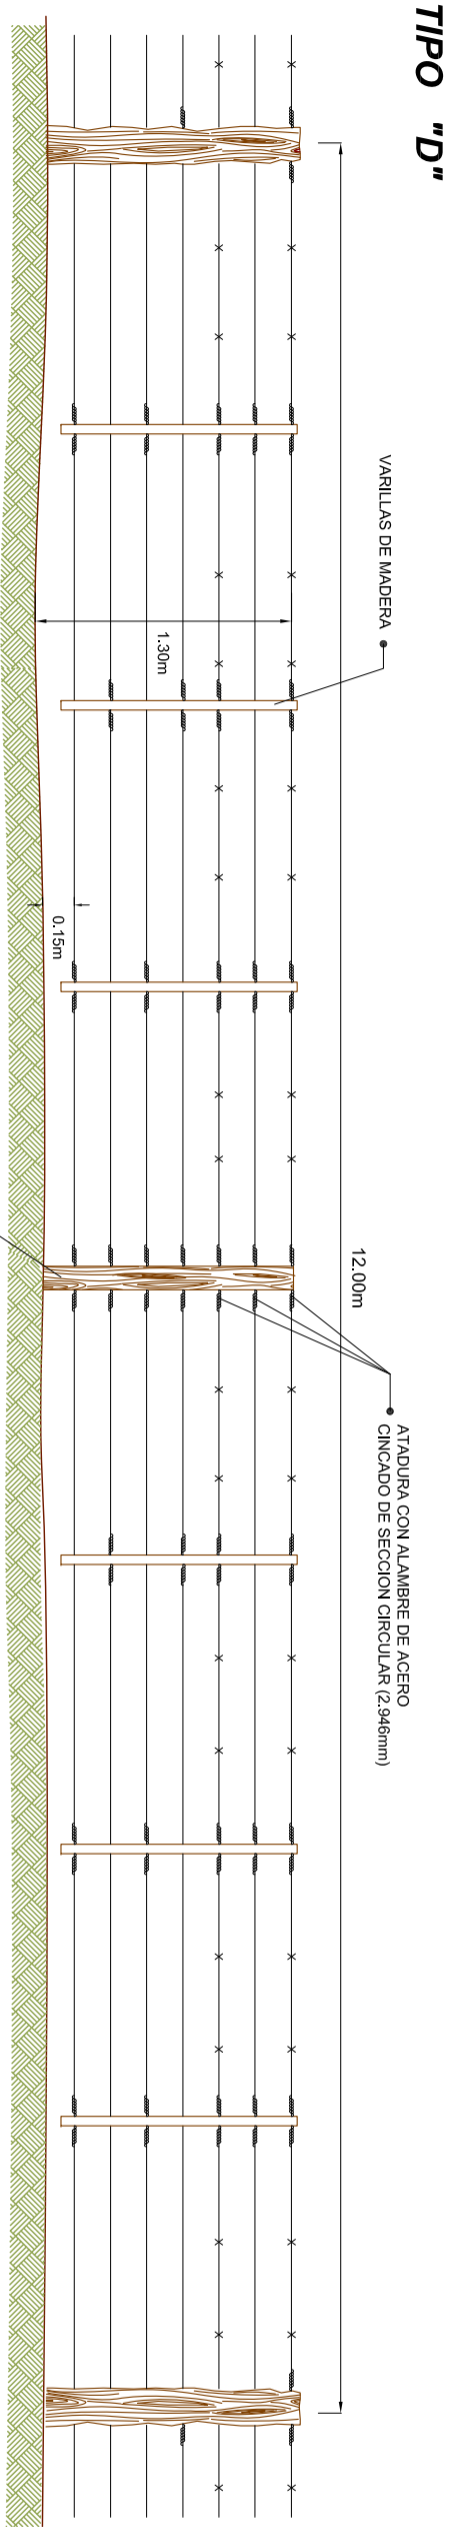 TIPO "D"
VARILLAS DE MADERA
12.00m
ATADURA CON ALAMBRE DE ACERO
CINCADO DE SECCION CIRCULAR (2.946mm)
1.30m
0.15m